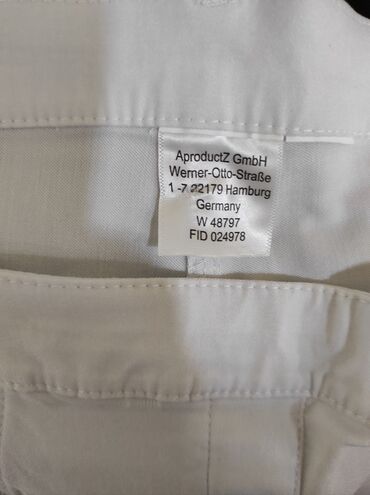 AproductZ GmbH
Werner-Otto-Straße
1 -7 22179 Hamburg
Germany
W 48797
FID 024978